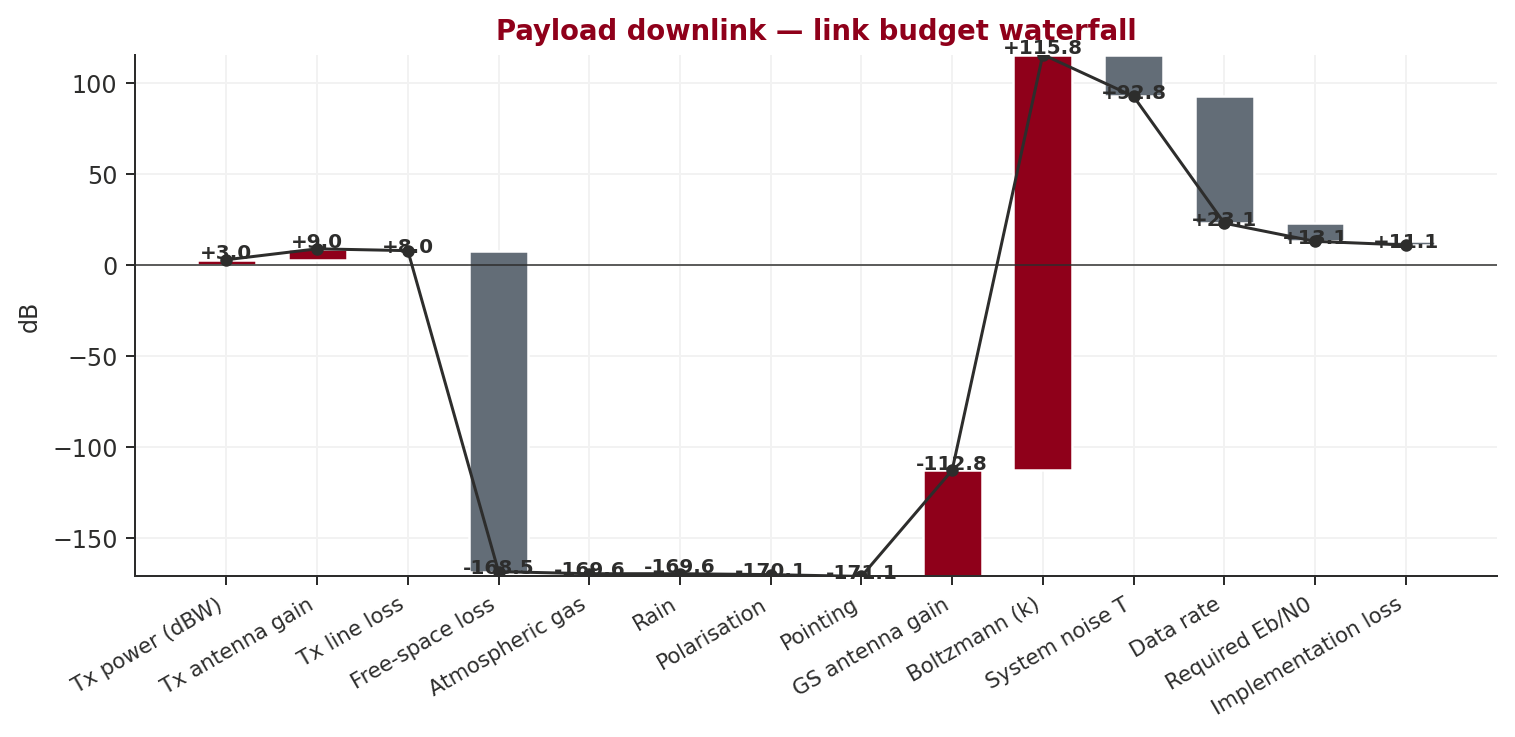 Payload downlink — link budget waterfall
dB
100
50
0
−50
−100
−150
+3.0
+9.0
+8.0
-168.5
-169.6
-169.6
-170.1
-171.1
-112.8
+115.8
+92.8
+23.1
+13.1
+11.1
Tx power (dBW)
Tx antenna gain
Tx line loss
Free-space loss
Atmospheric gas
Rain
Polarisation
Pointing
GS antenna gain
Boltzmann (k)
System noise T
Data rate
Required Eb/N0
Implementation loss